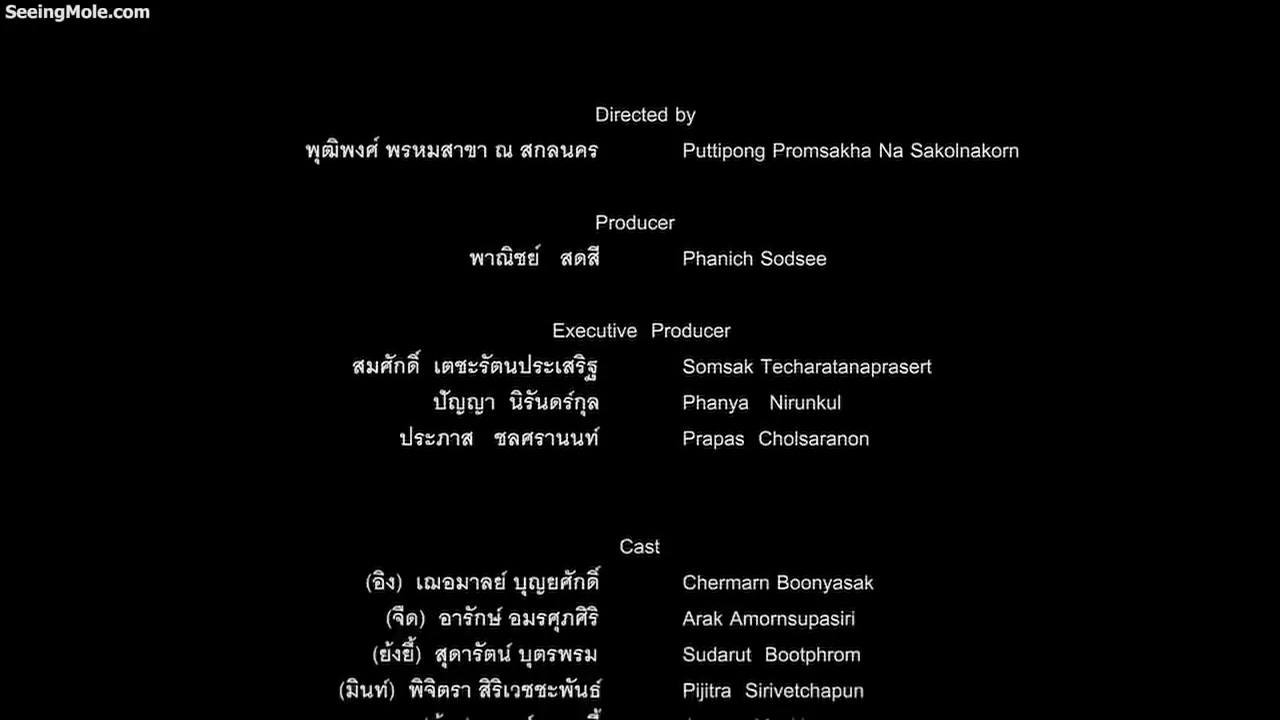 SeeingMole.com
Directed by
พุฒิพงศ์ พรหมสาขา ณ สกลนคร Puttipong Promsakha Na Sakolnakorn
Producer
พาณิชย์ สดสี Phanich Sodsee
Executive Producer
สมศักดิ์ เตชะรัตนประเสริฐ Somsak Techaratanaprasert
ปัญญา นิรันดร์กุล Phanya Nirunkul
ประภาส ชลศรานนท์ Prapas Cholsaranon
Cast
(อิง) เฌอมาลย์ บุญยศักดิ์ Chermarn Boonyasak
(จืด) อารักษ์ อมรศุภศิริ Arak Amornsupasiri
(ย้งยี้) สุดารัตน์ บุตรพรม Sudarut Bootphrom
(มินท์) พิจิตรา สิริเวชชะพันธ์ Pijitra Sirivetchapun